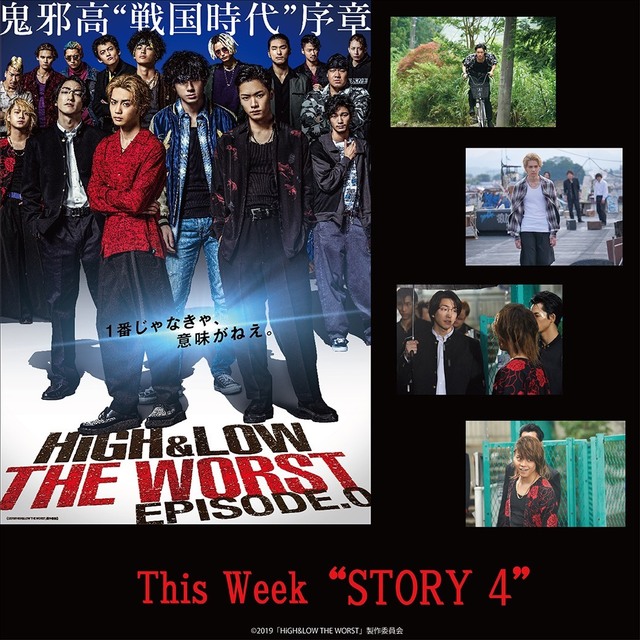 鬼邪高“戦国時代”序章
1番じゃなきゃ、
意味がねえ。
HiGH&LOW
THE WORST
EPISODE.0
This Week “STORY 4”
©2019「HiGH&LOW THE WORST」製作委員会